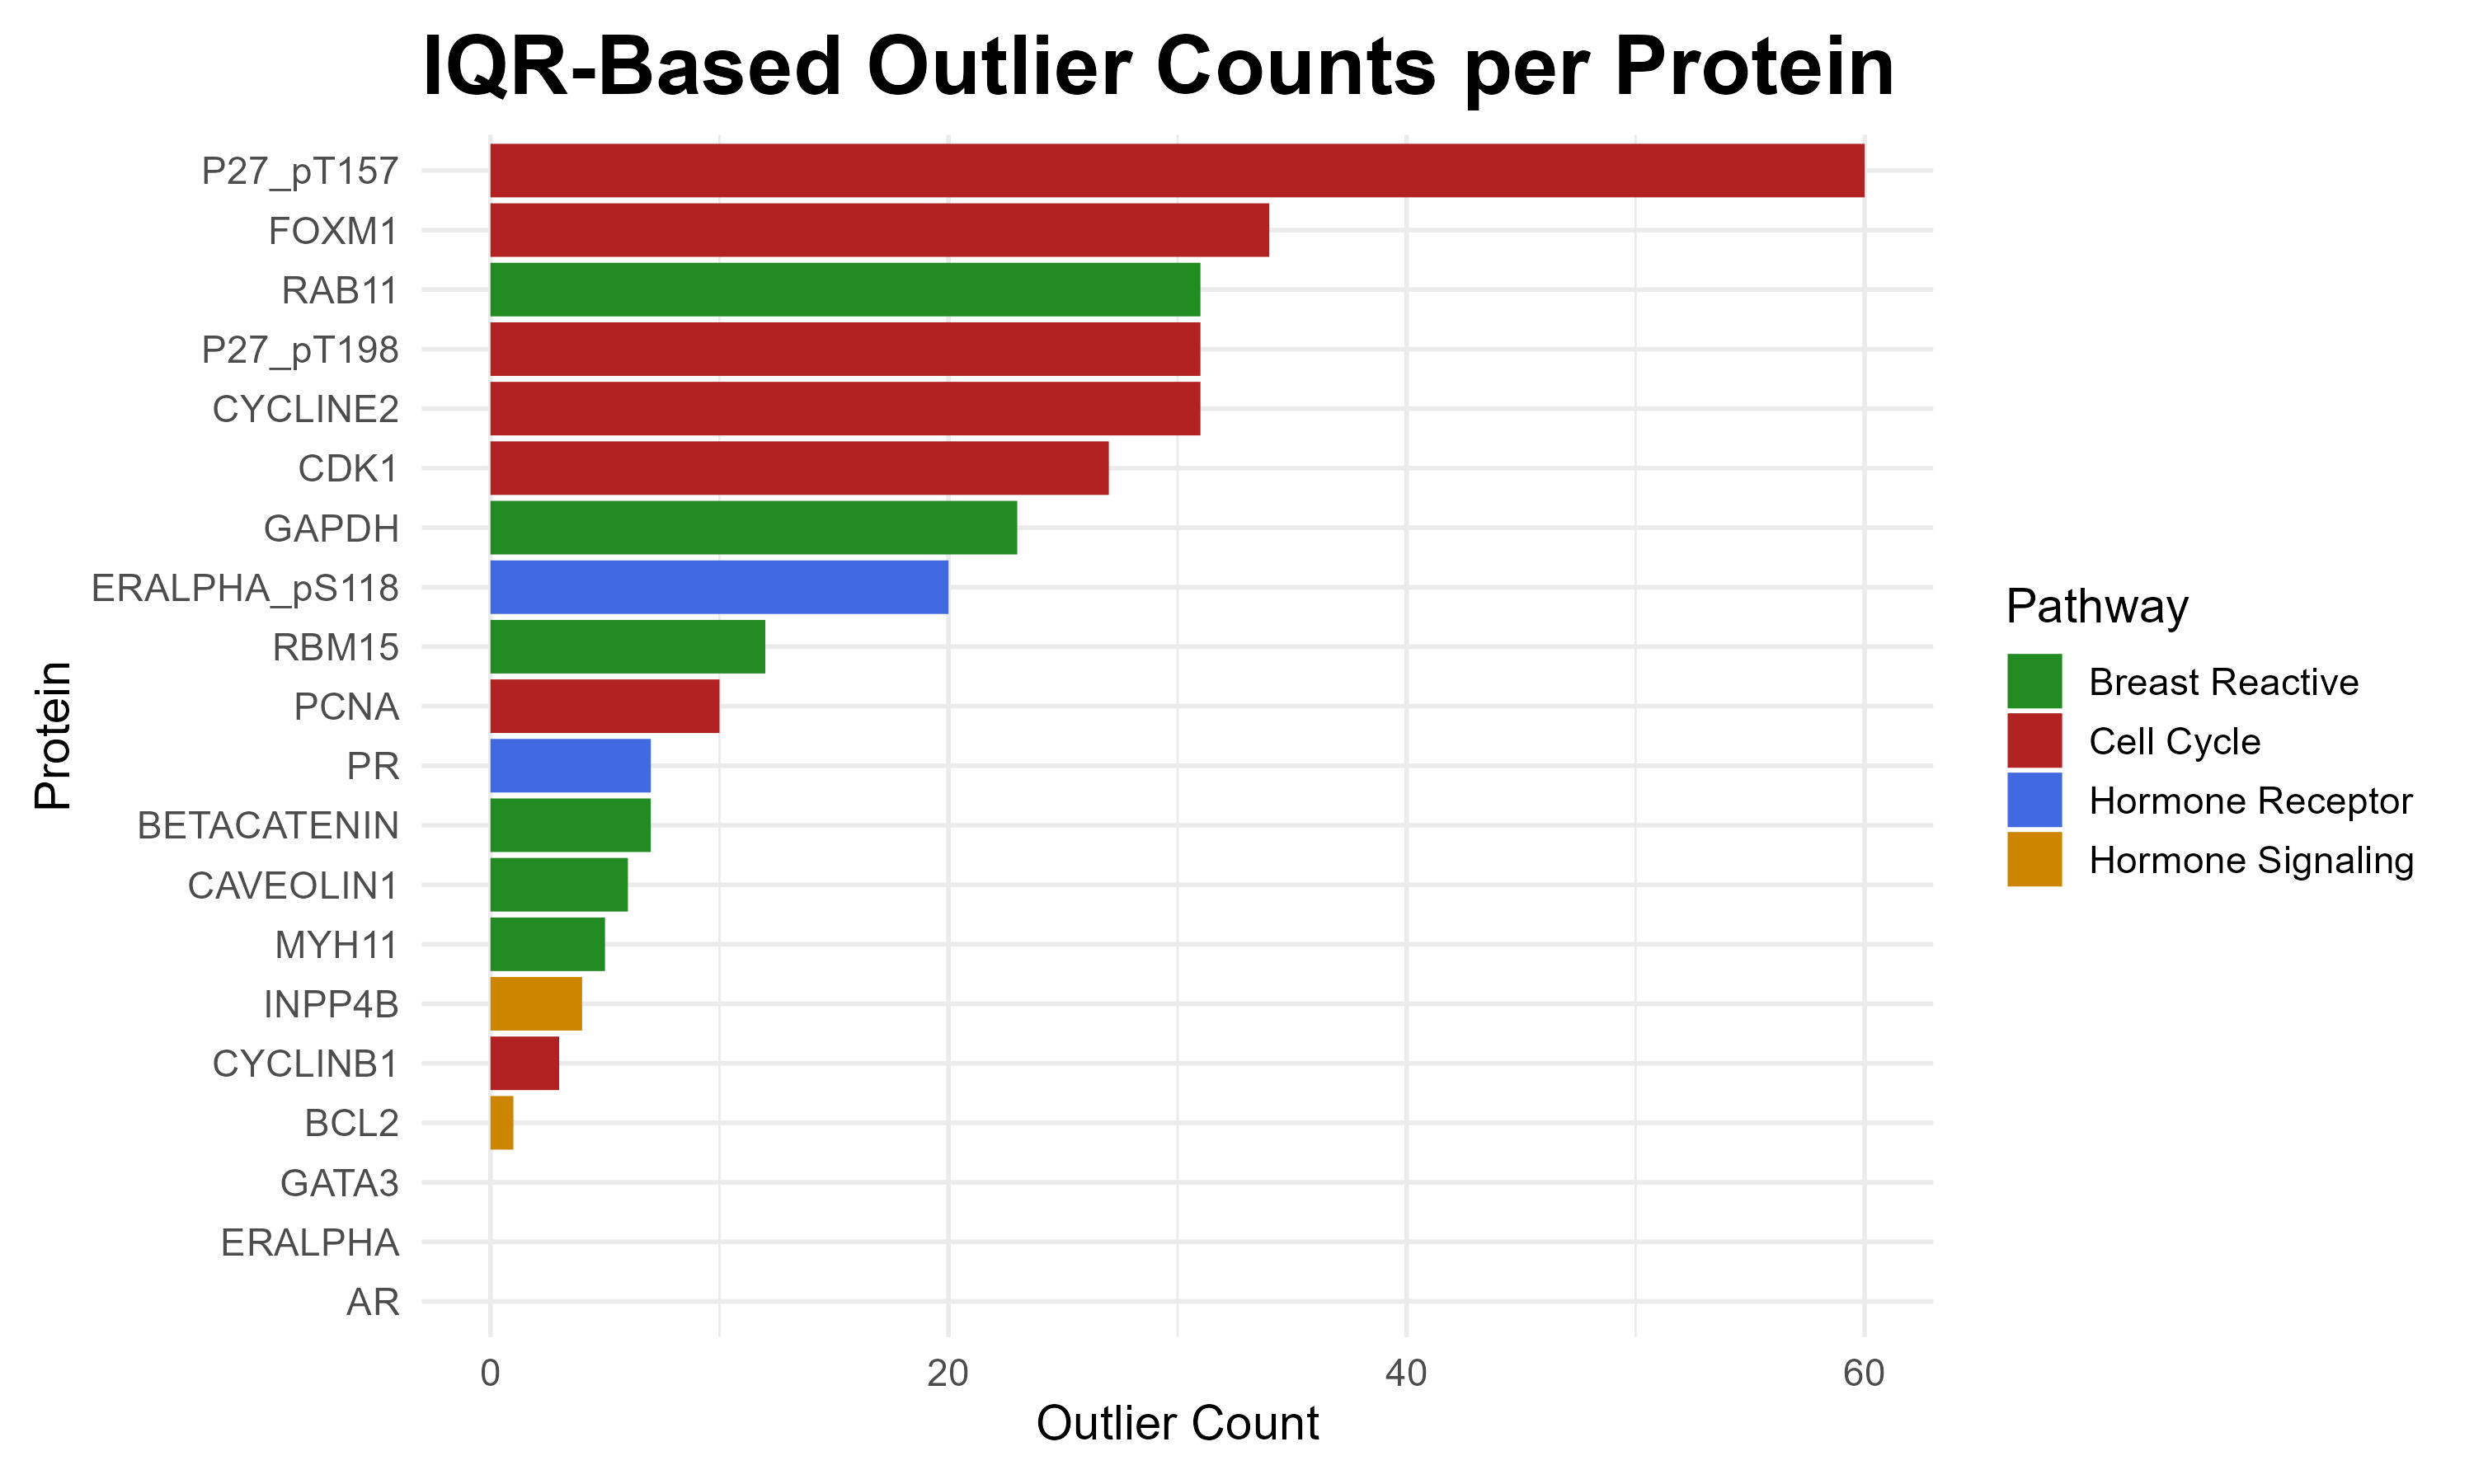 IQR-Based Outlier Counts per Protein
Protein
P27_pT157
FOXM1
RAB11
P27_pT198
CYCLINE2
CDK1
GAPDH
ERALPHA_pS118
RBM15
PCNA
PR
BETACATENIN
CAVEOLIN1
MYH11
INPP4B
CYCLINB1
BCL2
GATA3
ERALPHA
AR
0 20 40 60
Outlier Count
Pathway
Breast Reactive
Cell Cycle
Hormone Receptor
Hormone Signaling